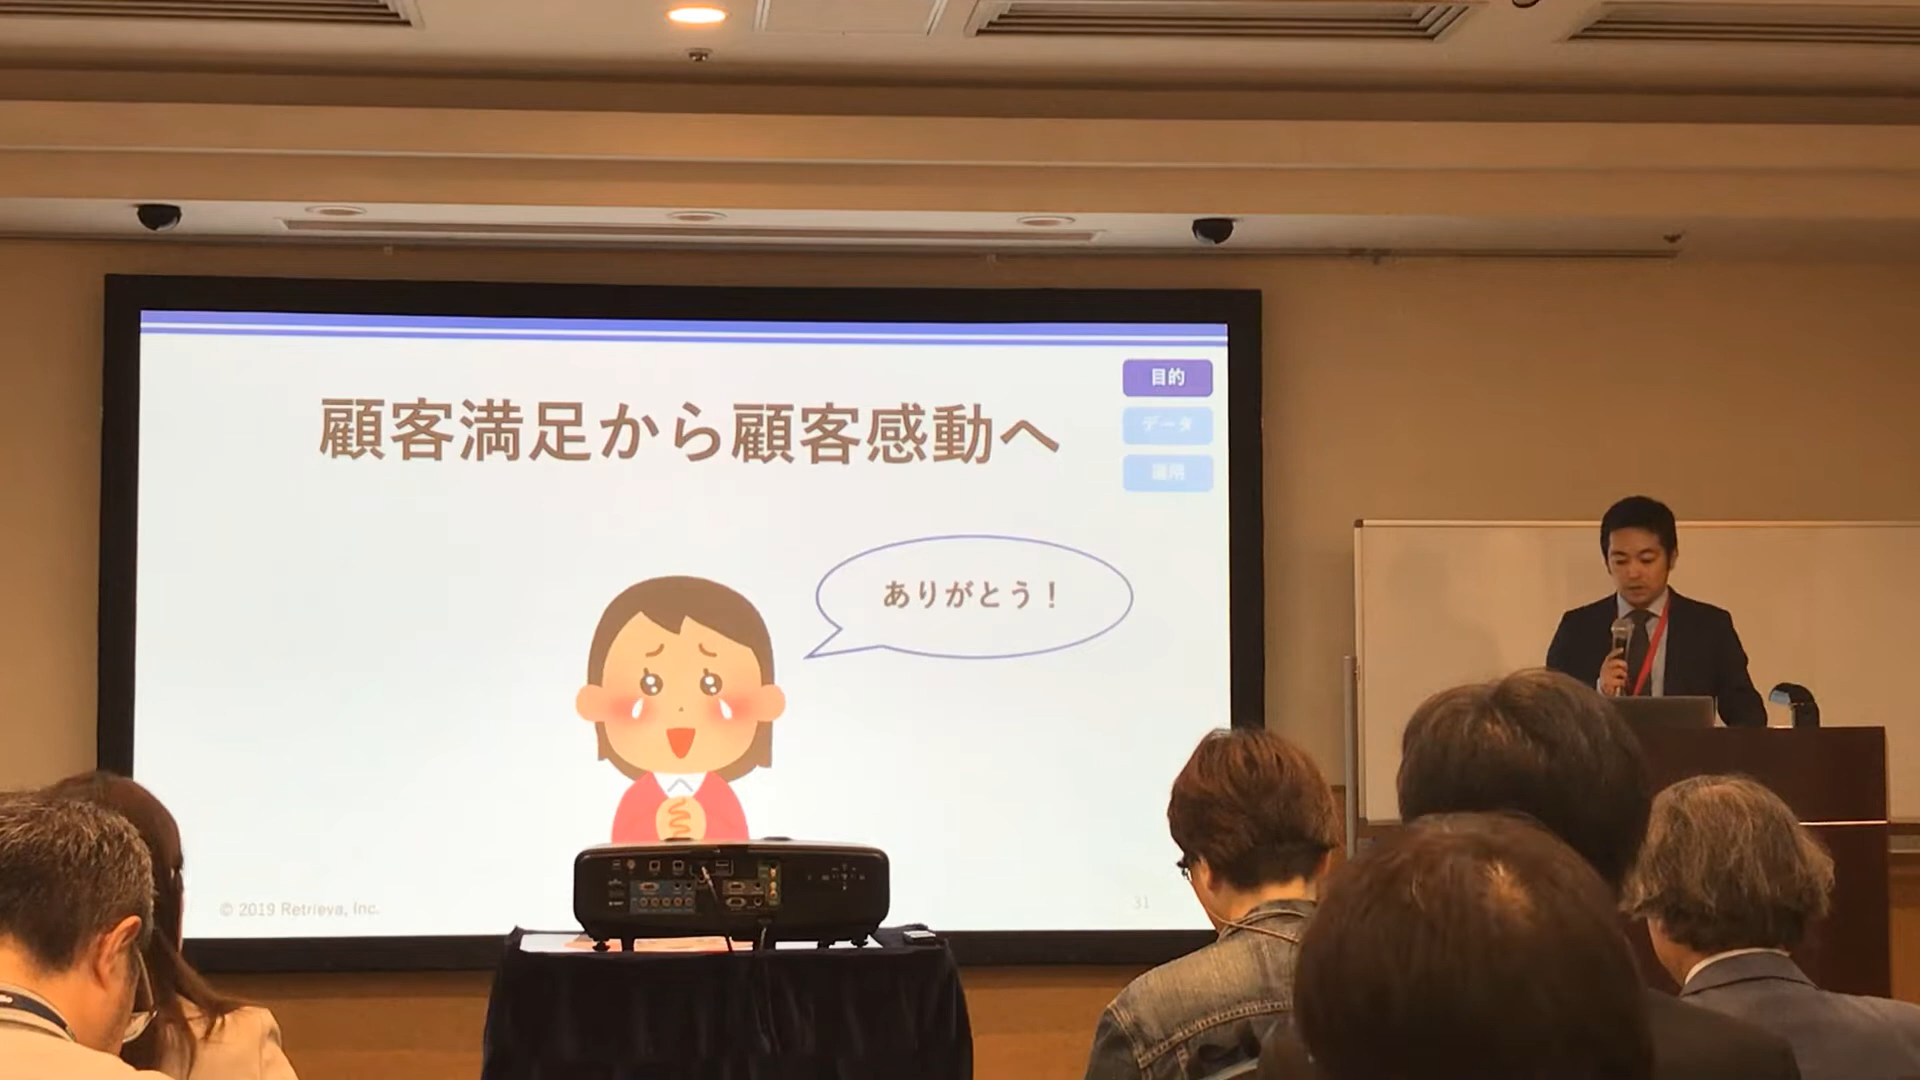 目的
顧客満足から顧客感動へ
データ
運用
ありがとう！
© 2019 Retrieva, Inc.
31